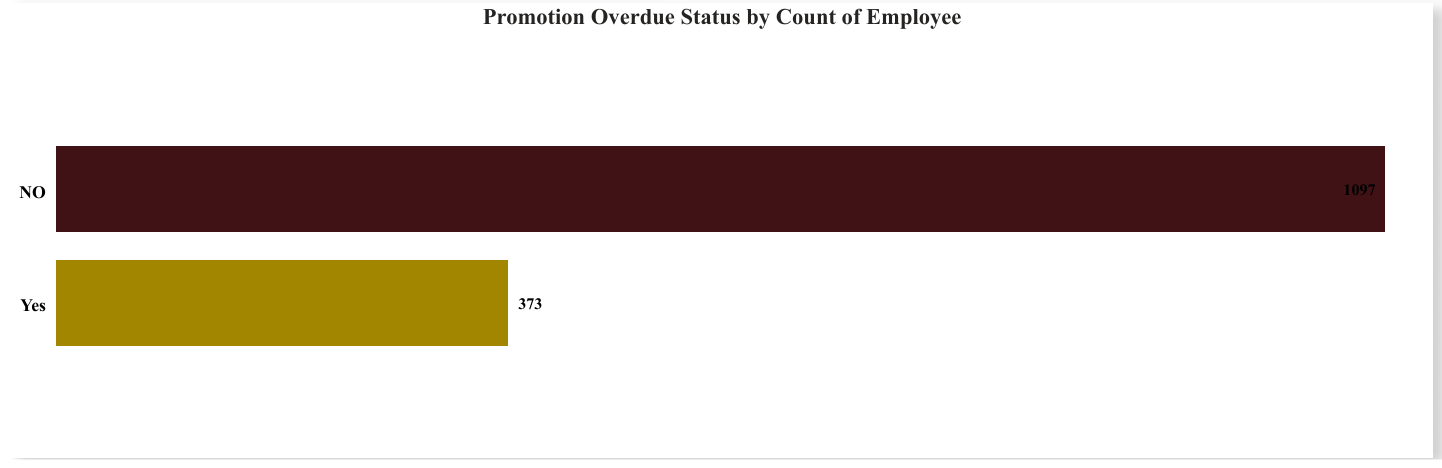 Promotion Overdue Status by Count of Employee
NO
1097
Yes
373